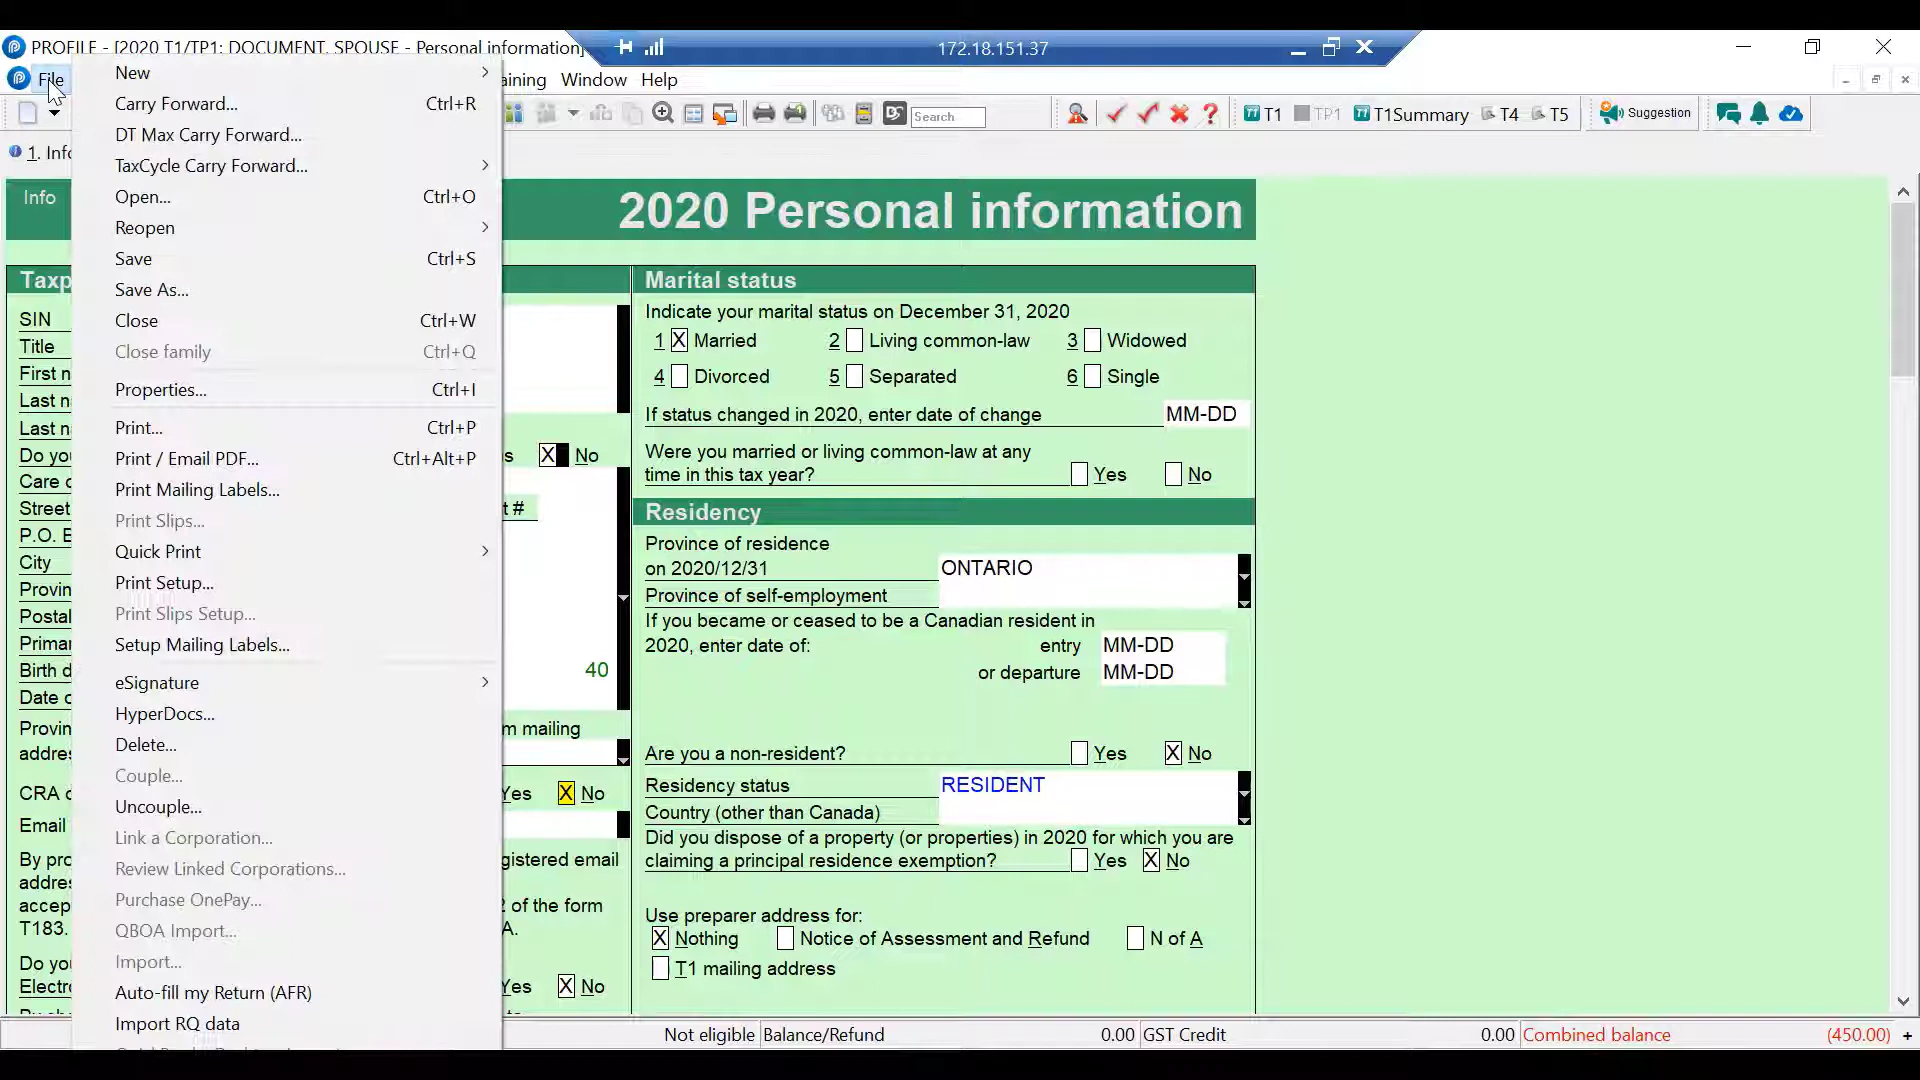 PROFILE - [2020 T1/TP1: DOCUMENT, SPOUSE - Personal information]
172.18.151.37
File
aining Window Help
Search
T1 TP1 T1Summary T4 T5 Suggestion
1. Info
New
Carry Forward... Ctrl+R
DT Max Carry Forward...
TaxCycle Carry Forward...
Open... Ctrl+O
Reopen
Save Ctrl+S
Save As...
Close Ctrl+W
Close family Ctrl+Q
Properties... Ctrl+I
Print... Ctrl+P
Print / Email PDF... Ctrl+Alt+P
Print Mailing Labels...
Print Slips...
Quick Print
Print Setup...
Print Slips Setup...
Setup Mailing Labels...
eSignature
HyperDocs...
Delete...
Couple...
Uncouple...
Link a Corporation...
Review Linked Corporations...
Purchase OnePay...
QBOA Import...
Import...
Auto-fill my Return (AFR)
Import RQ data
Info
2020 Personal information
Taxp
SIN
Title
First n
Last n
Last n
Do you
s X No
Care o
Street
t #
P.O. B
City
Provin
Postal
Primar
Birth d
40
Date o
Provin
m mailing
addres
CRA o
Yes X No
Email
By pro
gistered email
addres
accep
2 of the form
T183.
A.
Do you
Electro
Yes X No
Marital status
Indicate your marital status on December 31, 2020
1 X Married 2 Living common-law 3 Widowed
4 Divorced 5 Separated 6 Single
If status changed in 2020, enter date of change MM-DD
Were you married or living common-law at any
time in this tax year? Yes No
Residency
Province of residence
on 2020/12/31 ONTARIO
Province of self-employment
If you became or ceased to be a Canadian resident in
2020, enter date of: entry MM-DD
or departure MM-DD
Are you a non-resident? Yes X No
Residency status RESIDENT
Country (other than Canada)
Did you dispose of a property (or properties) in 2020 for which you are
claiming a principal residence exemption? Yes X No
Use preparer address for:
X Nothing Notice of Assessment and Refund N of A
T1 mailing address
Not eligible Balance/Refund 0.00 GST Credit 0.00 Combined balance (450.00) +